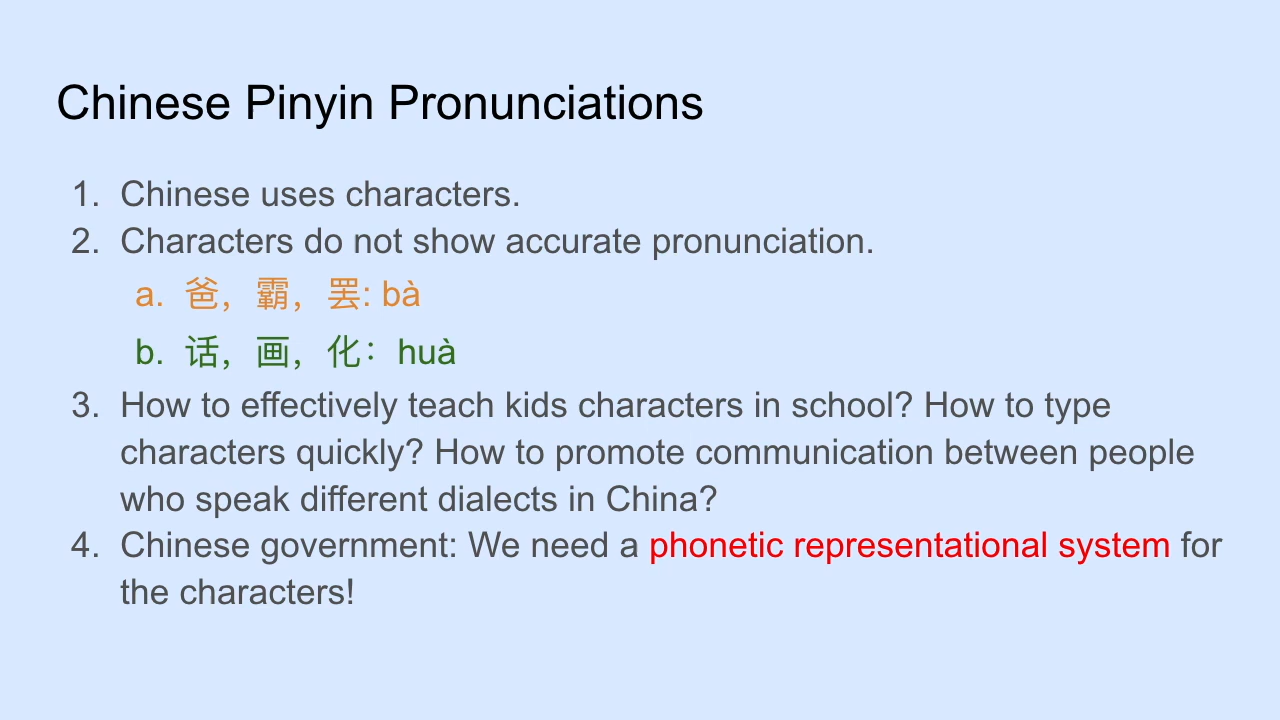 Chinese Pinyin Pronunciations
1. Chinese uses characters.
2. Characters do not show accurate pronunciation.
a. 爸，霸，罢: bà
b. 话，画，化：huà
3. How to effectively teach kids characters in school? How to type
characters quickly? How to promote communication between people
who speak different dialects in China?
4. Chinese government: We need a phonetic representational system for
the characters!